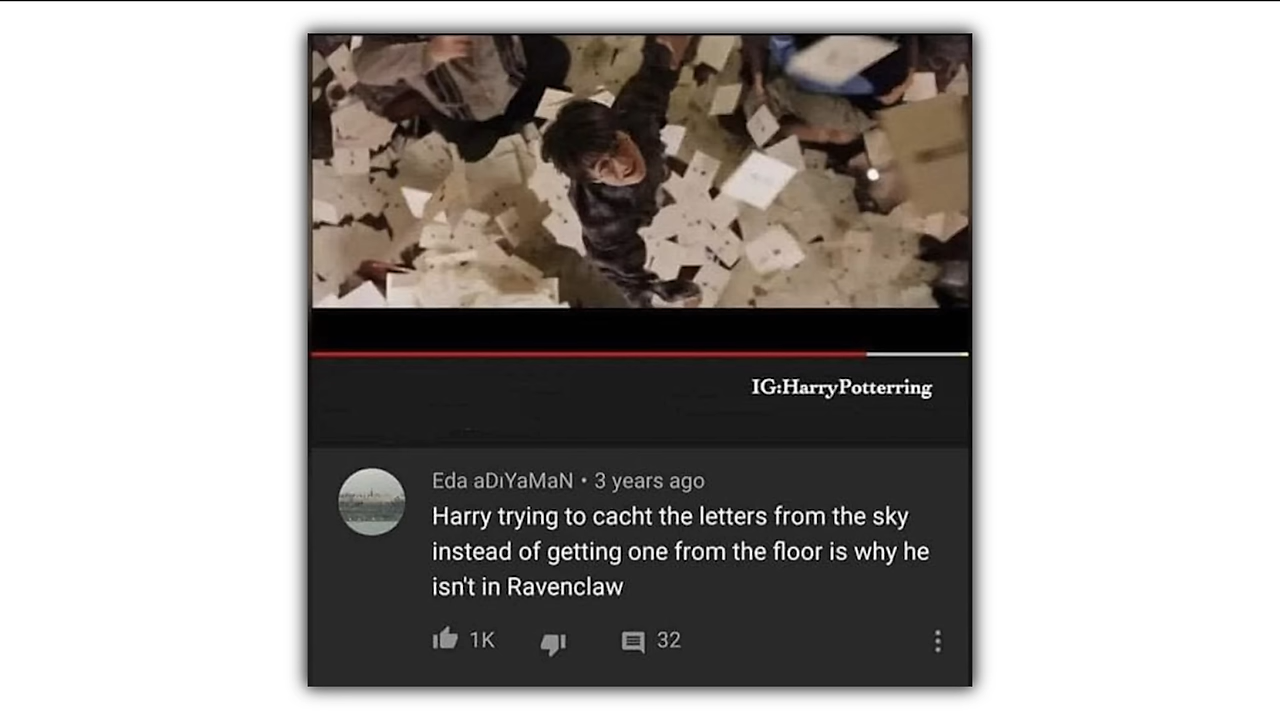 IG:HarryPotterring
Eda aDıYaMaN • 3 years ago
Harry trying to cacht the letters from the sky
instead of getting one from the floor is why he
isn't in Ravenclaw
1K
32